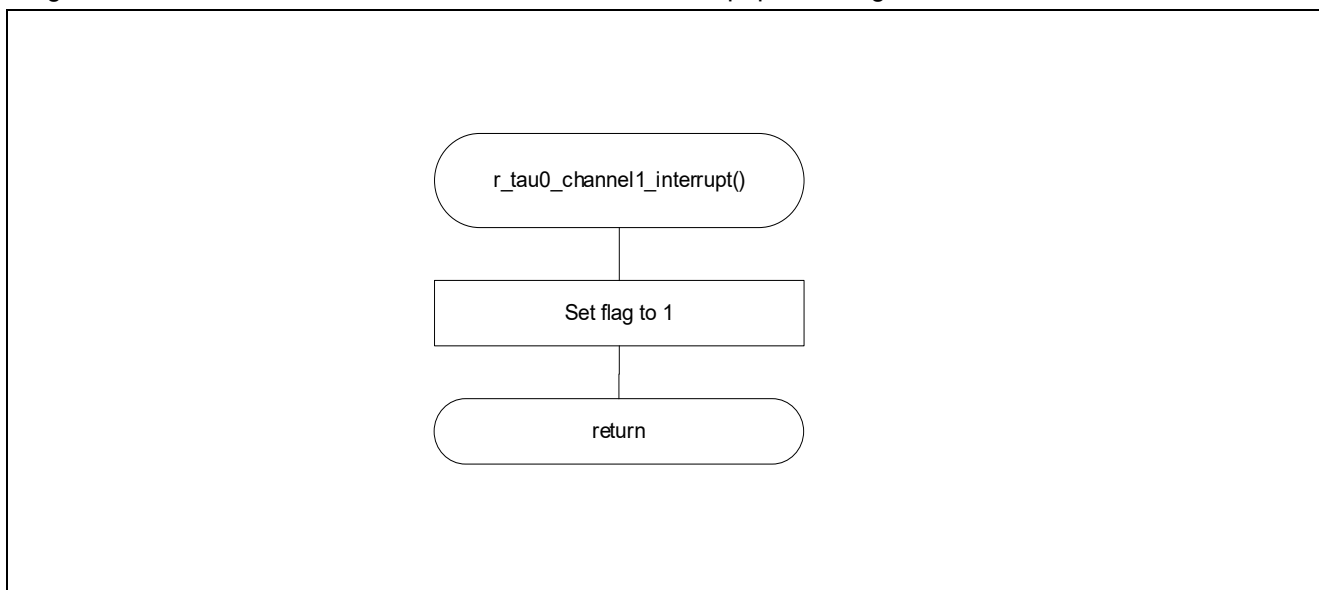 r_tau0_channel1_interrupt()
Set flag to 1
return